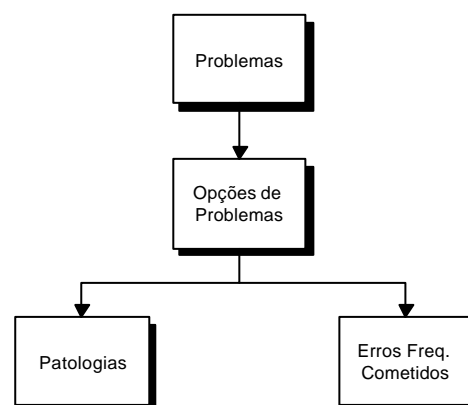 Problemas
Opções de
Problemas
Patologias
Erros Freq.
Cometidos